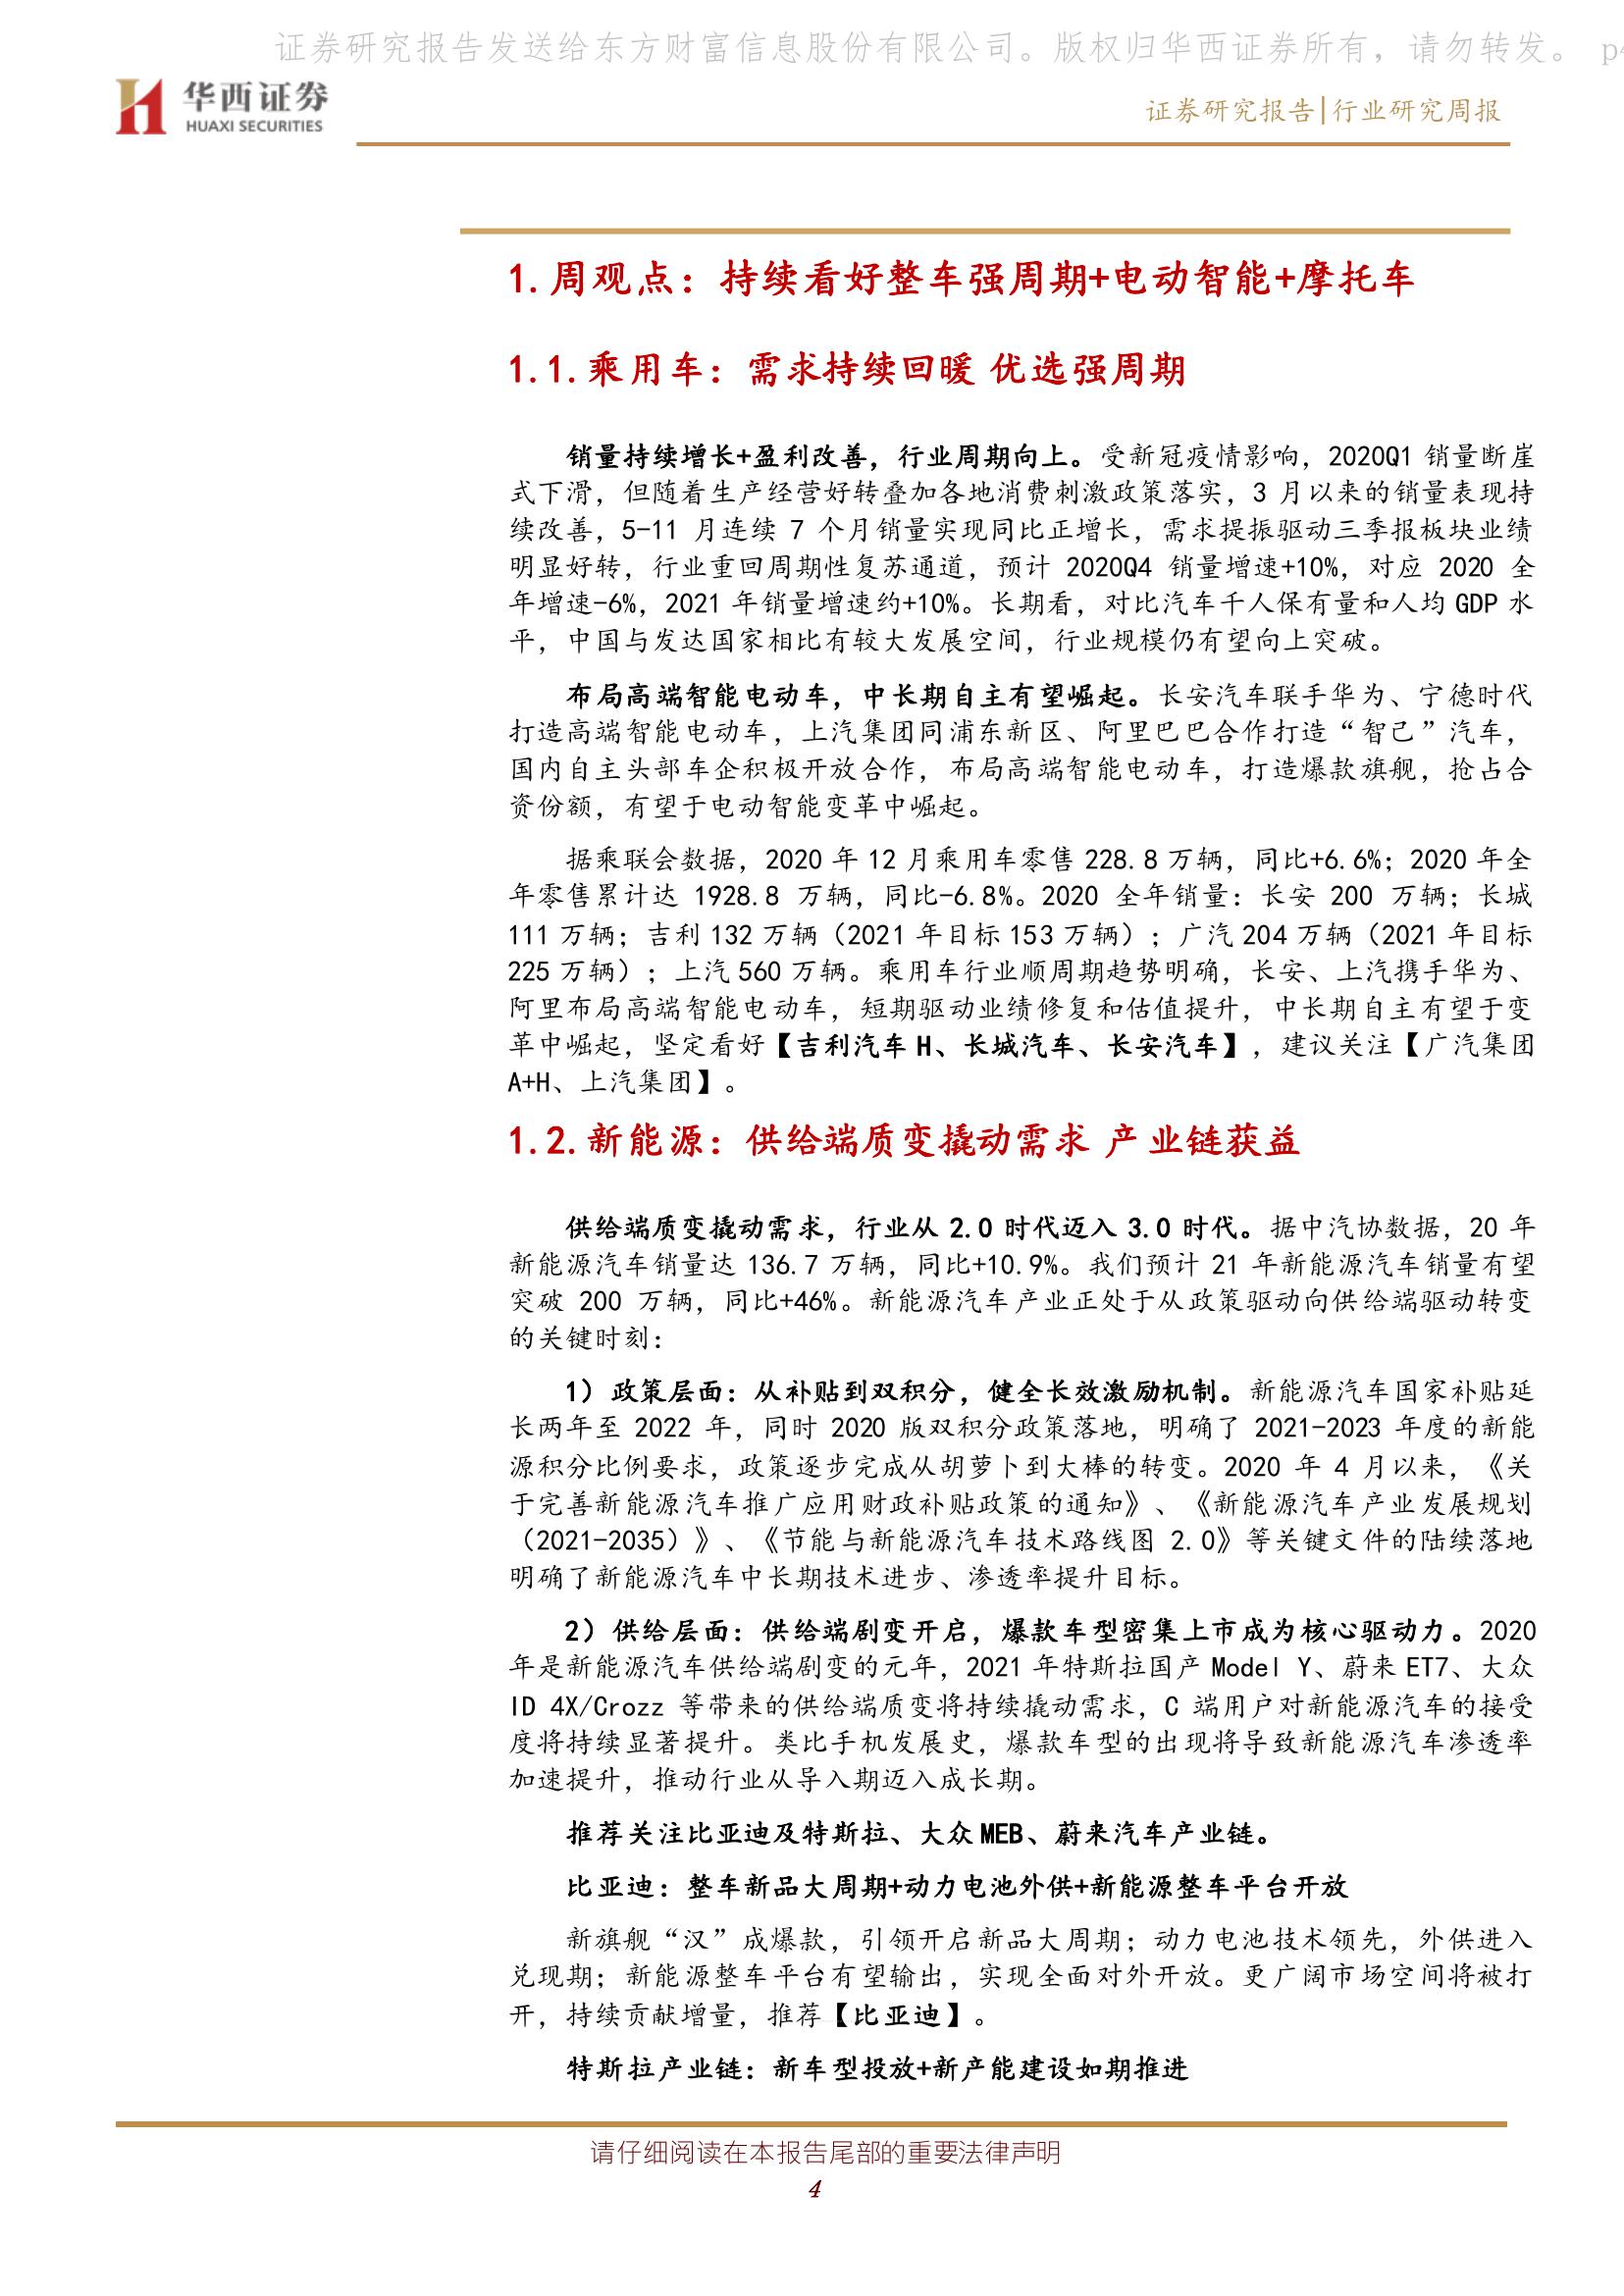 证券研究报告发送给东方财富信息股份有限公司。版权归华西证券所有，请勿转发。 p4
华西证券
HUAXI SECURITIES
证券研究报告|行业研究周报
1.周观点：持续看好整车强周期+电动智能+摩托车
1.1.乘用车：需求持续回暖 优选强周期
销量持续增长+盈利改善，行业周期向上。受新冠疫情影响，2020Q1 销量断崖
式下滑，但随着生产经营好转叠加各地消费刺激政策落实，3 月以来的销量表现持
续改善，5-11 月连续 7 个月销量实现同比正增长，需求提振驱动三季报板块业绩
明显好转，行业重回周期性复苏通道，预计 2020Q4 销量增速+10%，对应 2020 全
年增速-6%，2021 年销量增速约+10%。长期看，对比汽车千人保有量和人均 GDP 水
平，中国与发达国家相比有较大发展空间，行业规模仍有望向上突破。
布局高端智能电动车，中长期自主有望崛起。长安汽车联手华为、宁德时代
打造高端智能电动车，上汽集团同浦东新区、阿里巴巴合作打造“智己”汽车，
国内自主头部车企积极开放合作，布局高端智能电动车，打造爆款旗舰，抢占合
资份额，有望于电动智能变革中崛起。
据乘联会数据，2020 年 12 月乘用车零售 228.8 万辆，同比+6.6%；2020 年全
年零售累计达 1928.8 万辆，同比-6.8%。2020 全年销量：长安 200 万辆；长城
111 万辆；吉利 132 万辆（2021 年目标 153 万辆）；广汽 204 万辆（2021 年目标
225 万辆）；上汽 560 万辆。乘用车行业顺周期趋势明确，长安、上汽携手华为、
阿里布局高端智能电动车，短期驱动业绩修复和估值提升，中长期自主有望于变
革中崛起，坚定看好【吉利汽车 H、长城汽车、长安汽车】，建议关注【广汽集团
A+H、上汽集团】。
1.2.新能源：供给端质变撬动需求 产业链获益
供给端质变撬动需求，行业从 2.0 时代迈入 3.0 时代。据中汽协数据，20 年
新能源汽车销量达 136.7 万辆，同比+10.9%。我们预计 21 年新能源汽车销量有望
突破 200 万辆，同比+46%。新能源汽车产业正处于从政策驱动向供给端驱动转变
的关键时刻：
1）政策层面：从补贴到双积分，健全长效激励机制。新能源汽车国家补贴延
长两年至 2022 年，同时 2020 版双积分政策落地，明确了 2021-2023 年度的新能
源积分比例要求，政策逐步完成从胡萝卜到大棒的转变。2020 年 4 月以来，《关
于完善新能源汽车推广应用财政补贴政策的通知》、《新能源汽车产业发展规划
（2021-2035）》、《节能与新能源汽车技术路线图 2.0》等关键文件的陆续落地
明确了新能源汽车中长期技术进步、渗透率提升目标。
2）供给层面：供给端剧变开启，爆款车型密集上市成为核心驱动力。2020
年是新能源汽车供给端剧变的元年，2021 年特斯拉国产 Model Y、蔚来 ET7、大众
ID 4X/Crozz 等带来的供给端质变将持续撬动需求，C 端用户对新能源汽车的接受
度将持续显著提升。类比手机发展史，爆款车型的出现将导致新能源汽车渗透率
加速提升，推动行业从导入期迈入成长期。
推荐关注比亚迪及特斯拉、大众 MEB、蔚来汽车产业链。
比亚迪：整车新品大周期+动力电池外供+新能源整车平台开放
新旗舰“汉”成爆款，引领开启新品大周期；动力电池技术领先，外供进入
兑现期；新能源整车平台有望输出，实现全面对外开放。更广阔市场空间将被打
开，持续贡献增量，推荐【比亚迪】。
特斯拉产业链：新车型投放+新产能建设如期推进
请仔细阅读在本报告尾部的重要法律声明
4